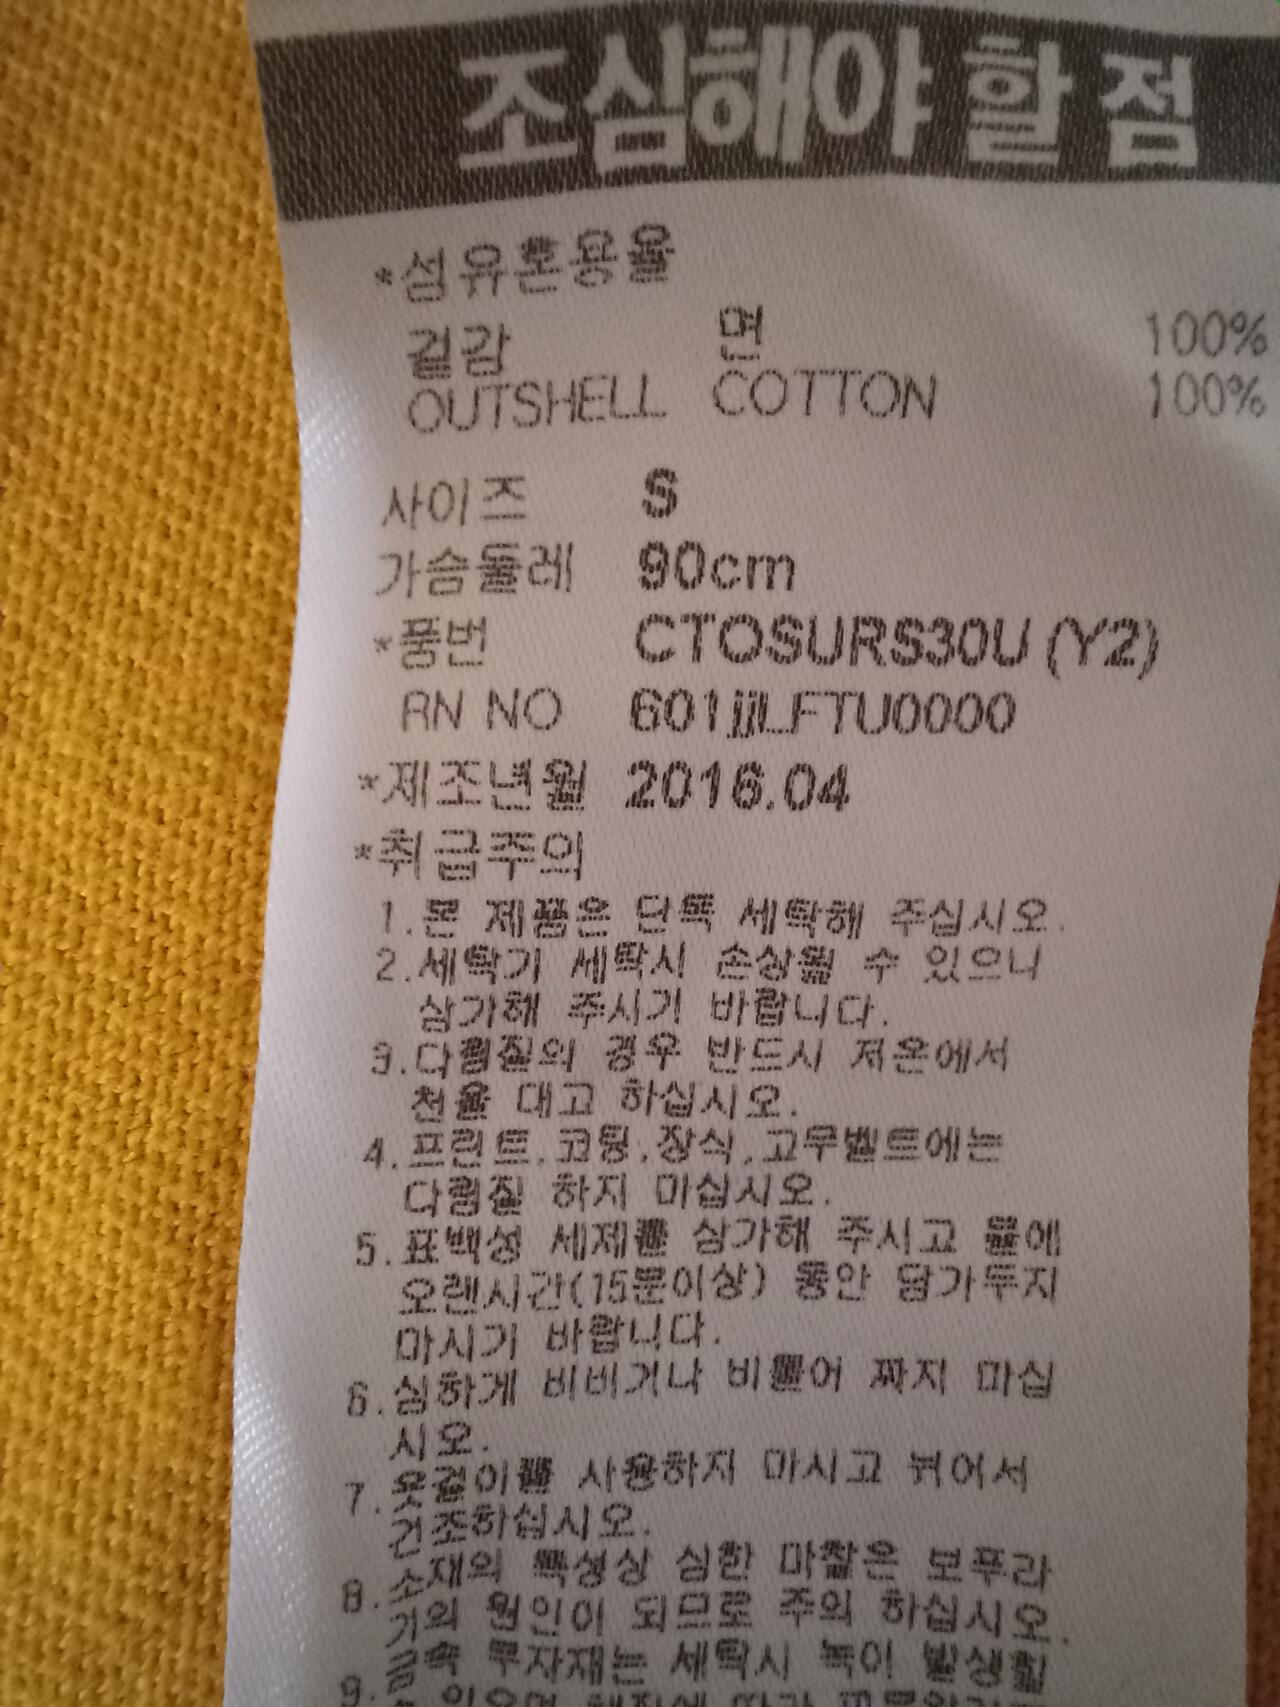 조심해야 할 점
*섬유혼용율
겉감 면 100%
OUTSHELL COTTON 100%
사이즈 S
가슴둘레 90cm
*품번 CTOSURS30U (Y2)
RN NO 601jjLFTU0000
*제조년월 2016.04
*취급주의
1.본 제품은 단독 세탁해 주십시오.
2.세탁기 세탁시 손상될 수 있으니
삼가해 주시기 바랍니다.
3.다림질의 경우 반드시 저온에서
천을 대고 하십시오.
4.프린트.코팅.장식.고무벨트에는
다림질 하지 마십시오.
5.표백성 세제를 삼가해 주시고 물에
오랜시간(15분이상) 동안 담가두지
마시기 바랍니다.
6.심하게 비비거나 비틀어 짜지 마십
시오.
7.옷걸이를 사용하지 마시고 뉘어서
건조하십시오.
8.소재의 특성상 심한 마찰은 보푸라
기의 원인이 되므로 주의 하십시오.
9.금속 부자재는 세탁시 녹이 발생될
수 있으며